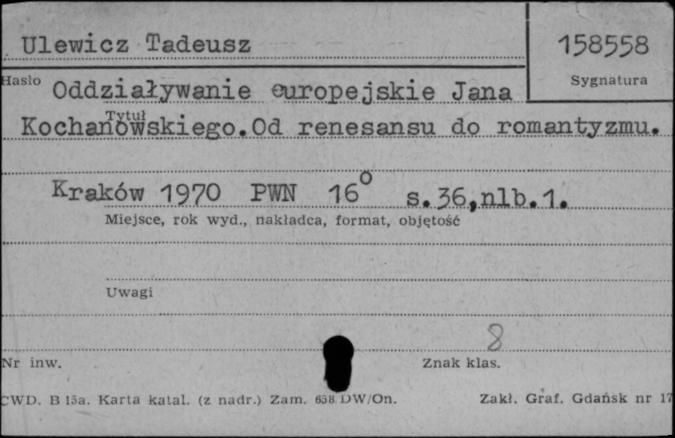 Ulewicz Tadeusz
158558
Hasło
Sygnatura
Oddziaływanie europejskie Jana
Tytuł
Kochanowskiego.Od renesansu do romantyzmu.
Kraków 1970 PWN 16° s.36,nlb.1.
Miejsce, rok wyd., nakładca, format, objętość
Uwagi
8
Nr inw.
Znak klas.
CWD. B 15a. Karta katal. (z nadr.) Zam. 658 DW/On.
Zakł. Graf. Gdańsk nr 17